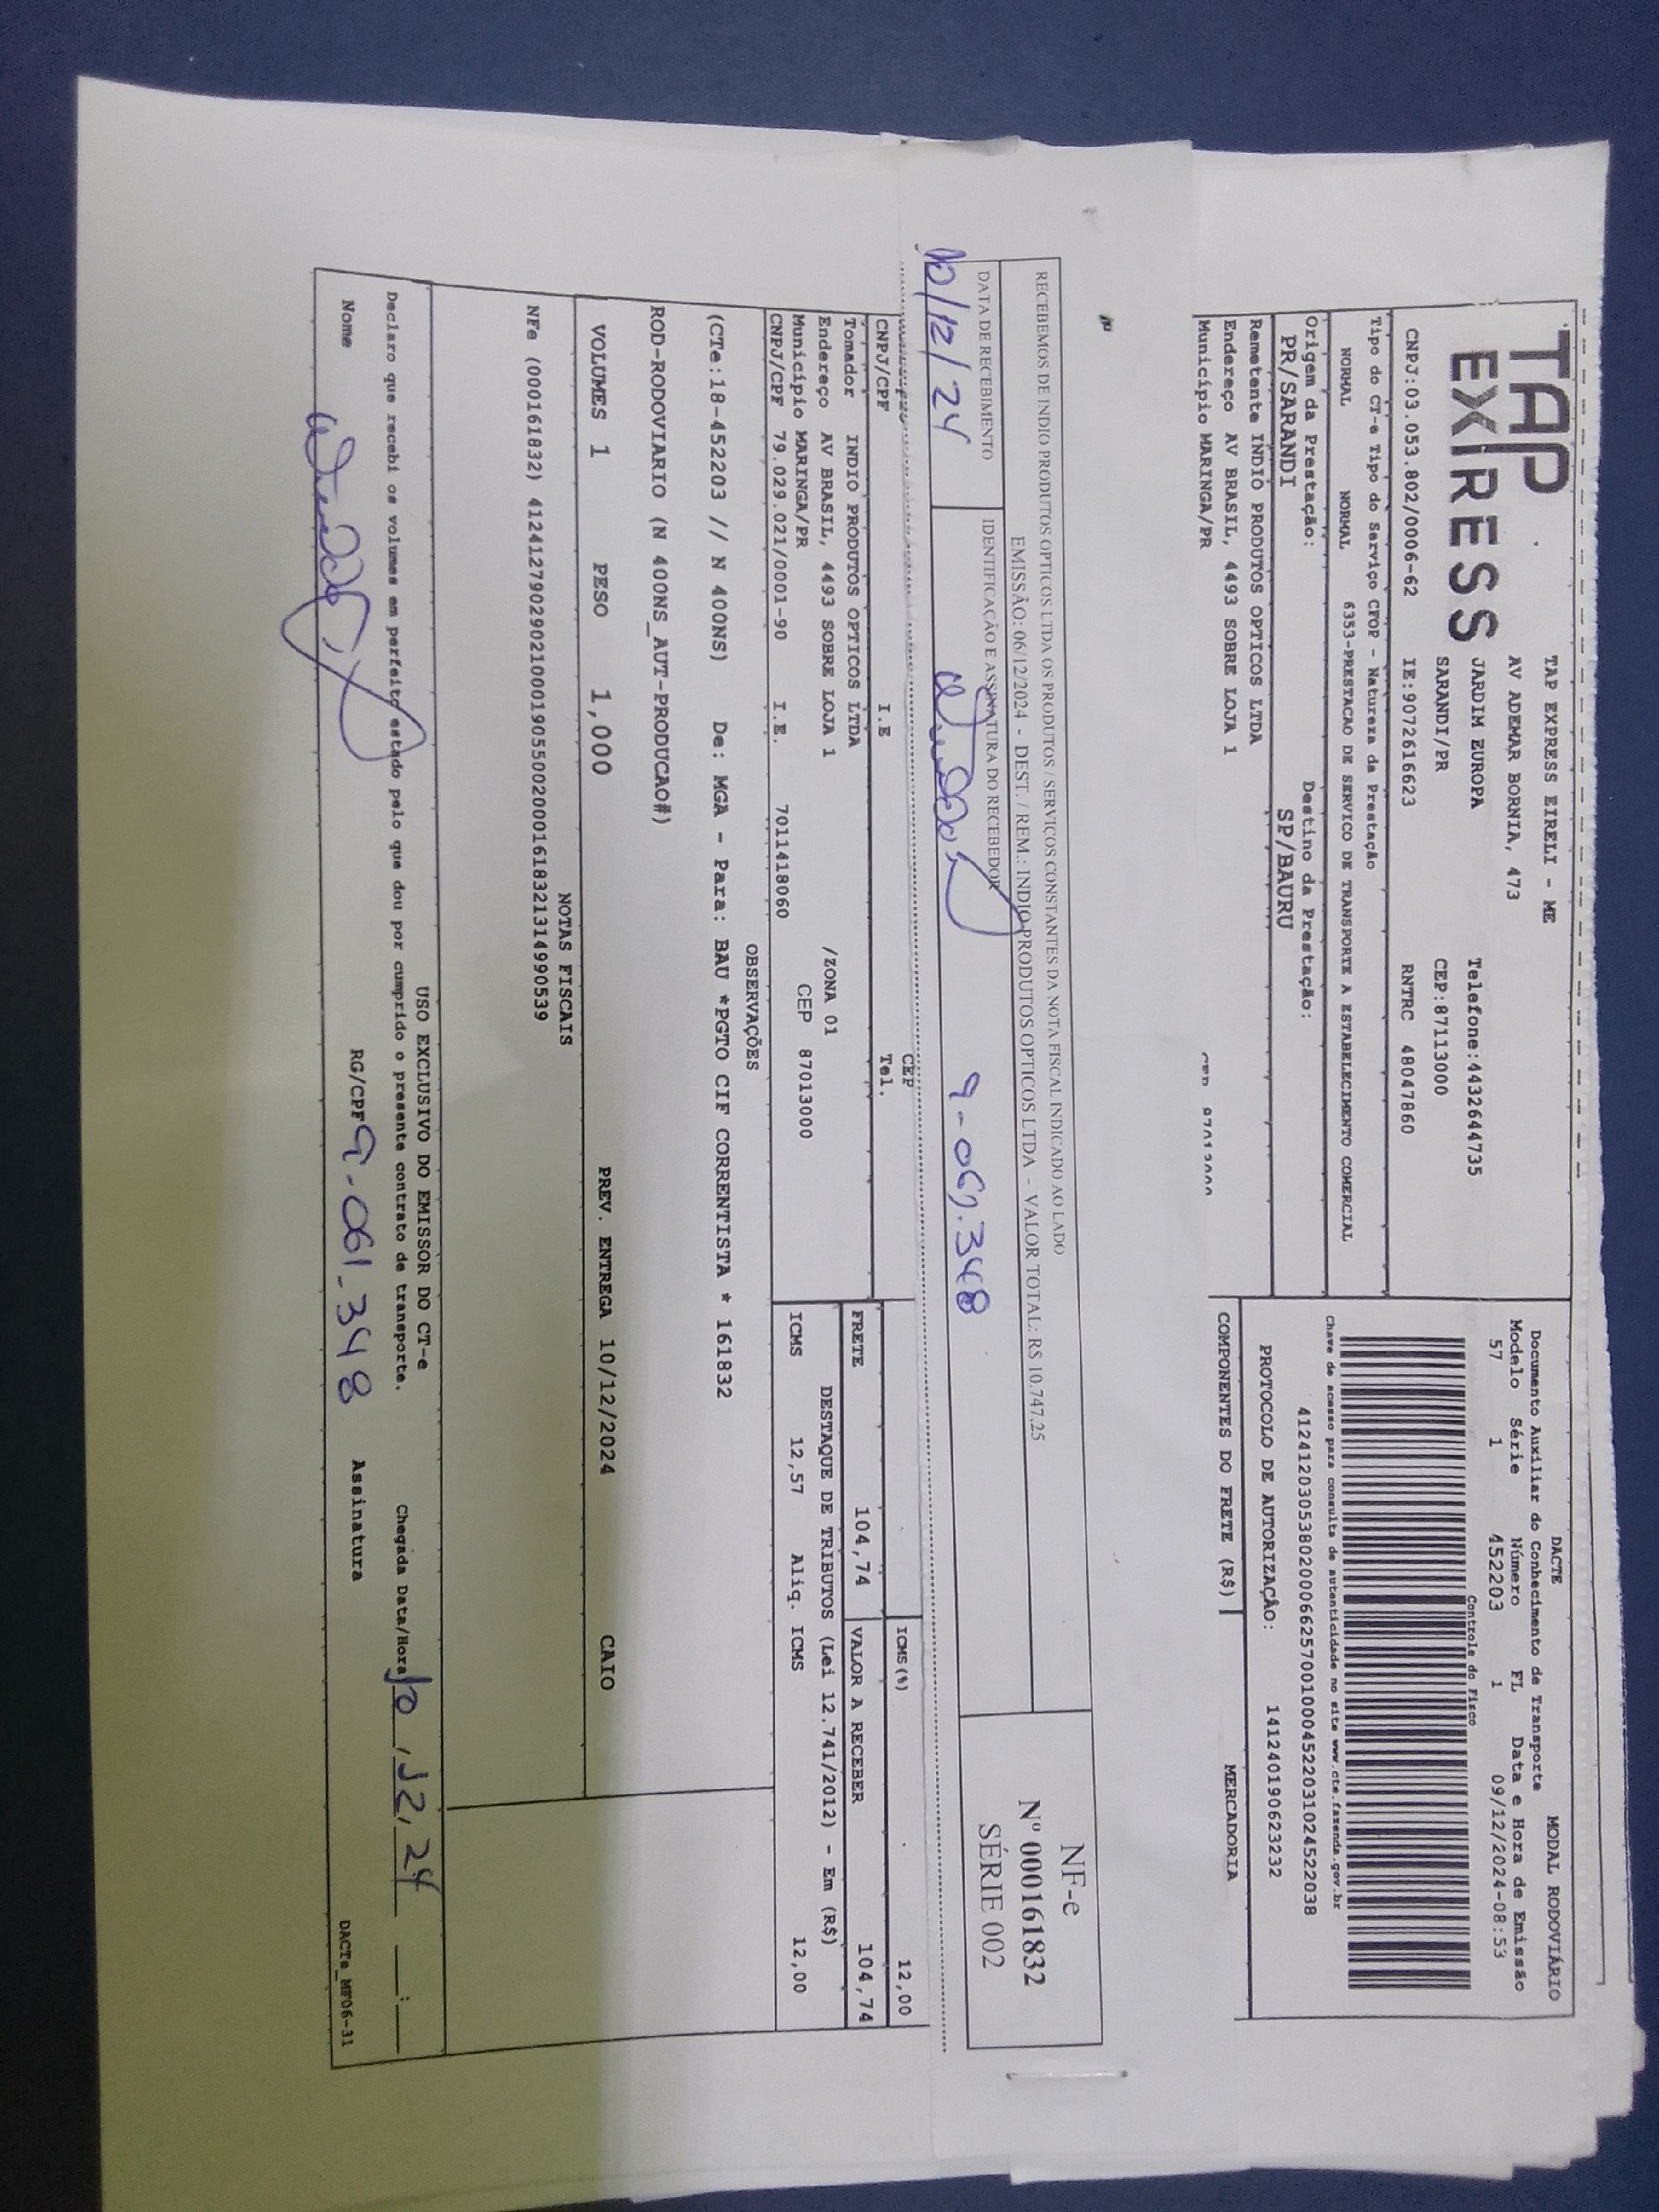 TAP EXPRESS
TAP EXPRESS EIRELI - ME
AV ADEMAR BORNIA, 473
JARDIM EUROPA Telefone:4432644735
SARANDI/PR CEP:87113000
CNPJ:03.053.802/0006-62 IE:9072616623 RNTRC 48047860
Tipo do CT-e Tipo do Serviço CFOP - Natureza da Prestação
NORMAL NORMAL 6353-PRESTACAO DE SERVICO DE TRANSPORTE A ESTABELECIMENTO COMERCIAL
Origem da Prestação: Destino da Prestação:
PR/SARANDI SP/BAURU
Remetente INDIO PRODUTOS OPTICOS LTDA
Endereço AV BRASIL, 4493 SOBRE LOJA 1
Município MARINGA/PR
DACTE MODAL RODOVIÁRIO
Documento Auxiliar do Conhecimento de Transporte
Modelo Série Número FL Data e Hora de Emissão
57 1 452203 1 09/12/2024-08:53
Controle do Fisco
Chave de acesso para consulta de autenticidade no site www.cte.fazenda.gov.br
41241203053802000662570010004522031024522038
PROTOCOLO DE AUTORIZAÇÃO: 141240190623232
COMPONENTES DO FRETE (R$) MERCADORIA
RECEBEMOS DE INDIO PRODUTOS OPTICOS LTDA OS PRODUTOS / SERVIÇOS CONSTANTES DA NOTA FISCAL INDICADO AO LADO
EMISSÃO: 06/12/2024 - DEST. / REM.: INDIO PRODUTOS OPTICOS LTDA - VALOR TOTAL: R$ 10.747,25
DATA DE RECEBIMENTO IDENTIFICAÇÃO E ASSINATURA DO RECEBEDOR
10/12/24 9-061.348
NF-e
Nº 000161832
SÉRIE 002
CEP
CNPJ/CPF I.E Tel.
ICMS(%) 12,00
Tomador INDIO PRODUTOS OPTICOS LTDA
Endereço AV BRASIL, 4493 SOBRE LOJA 1 /ZONA 01
Município MARINGA/PR CEP 87013000
CNPJ/CPF 79.029.021/0001-90 I.E. 7011418060
FRETE 104,74 VALOR A RECEBER 104,74
DESTAQUE DE TRIBUTOS (Lei 12.741/2012) - Em (R$)
ICMS 12,57 Aliq. ICMS 12,00
OBSERVAÇÕES
(CTe:18-452203 // N 400NS) De: MGA - Para: BAU *PGTO CIF CORRENTISTA * 161832
ROD-RODOVIARIO (N 400NS_AUT-PRODUCAO#)
VOLUMES 1 PESO 1,000 PREV. ENTREGA 10/12/2024 CAIO
NOTAS FISCAIS
NFe (000161832) 41241279029021000190550020001618321314990539
USO EXCLUSIVO DO EMISSOR DO CT-e
Declaro que recebi os volumes em perfeito estado pelo que dou por cumprido o presente contrato de transporte. Chegada Data/Hora 10,12,24 __:__
Nome RG/CPF 9-061-348 Assinatura
DACTe_MF06-31